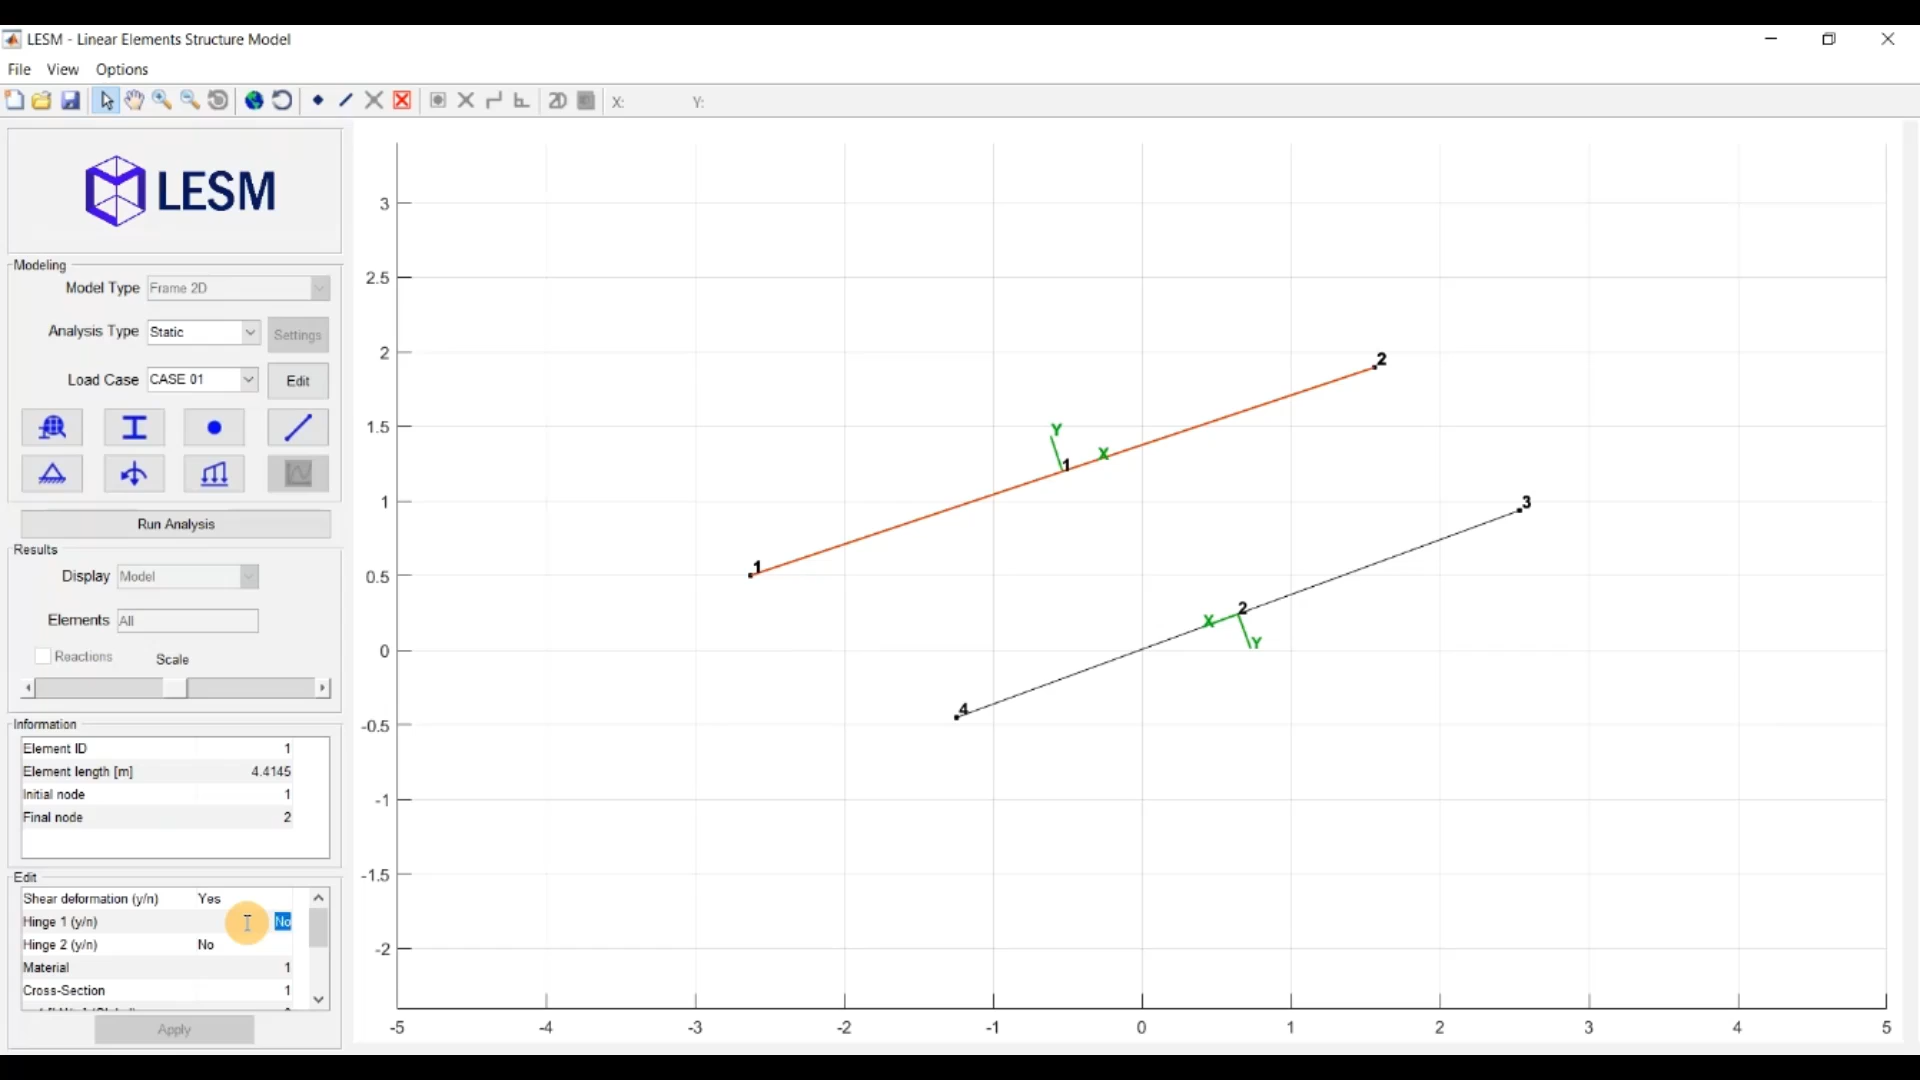 LESM - Linear Elements Structure Model
File View Options
2D X: Y:
LESM
Modeling
Model Type Frame 2D
Analysis Type Static Settings
Load Case CASE 01 Edit
Run Analysis
Results
Display Model
Elements All
Reactions Scale
Information
Element ID 1
Element length [m] 4.4145
Initial node 1
Final node 2
Edit
Shear deformation (y/n) Yes
Hinge 1 (y/n) No
Hinge 2 (y/n) No
Material 1
Cross-Section 1
Apply
3
2.5
2
1.5
1
0.5
0
-0.5
-1
-1.5
-2
2
Y
X
1
1
3
2
X
Y
4
-5 -4 -3 -2 -1 0 1 2 3 4 5